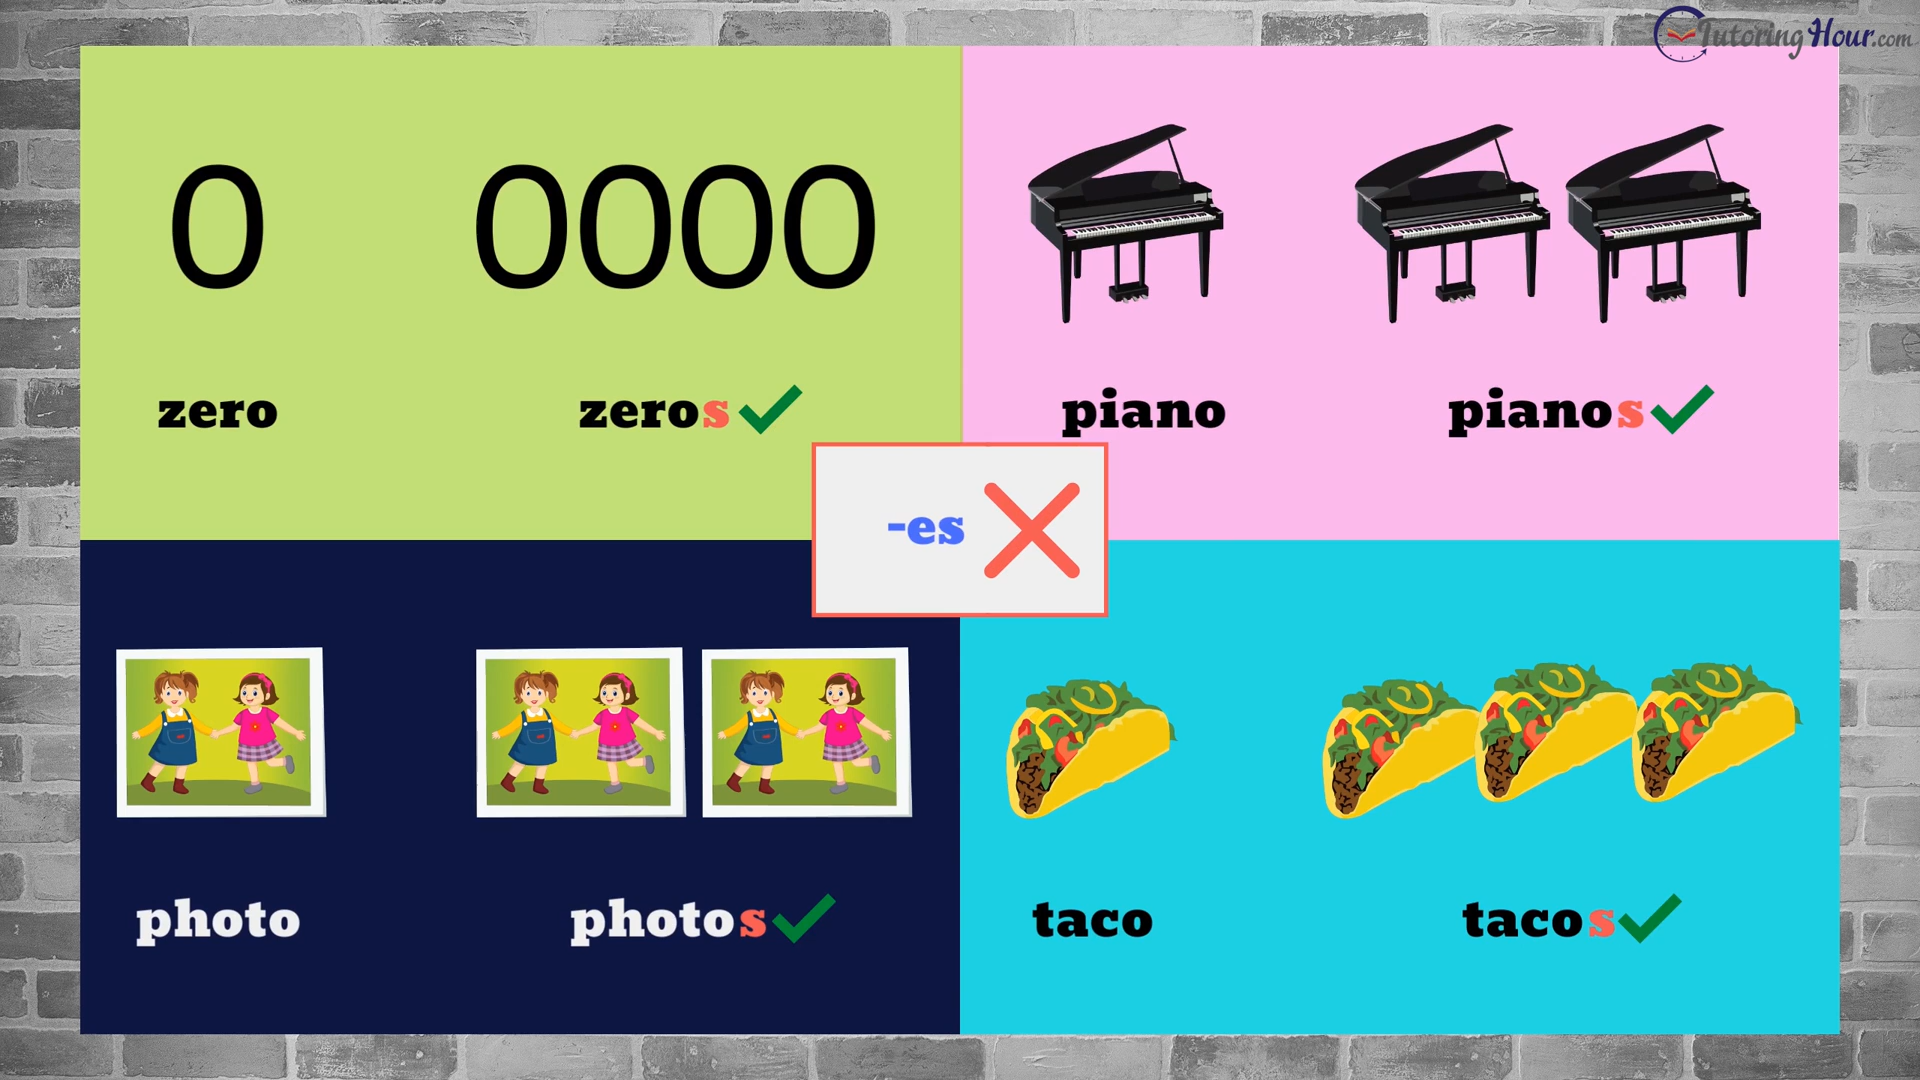 TutoringHour.com
0
0000
zero
zeros
piano
pianos
-es
photo
photos
taco
tacos